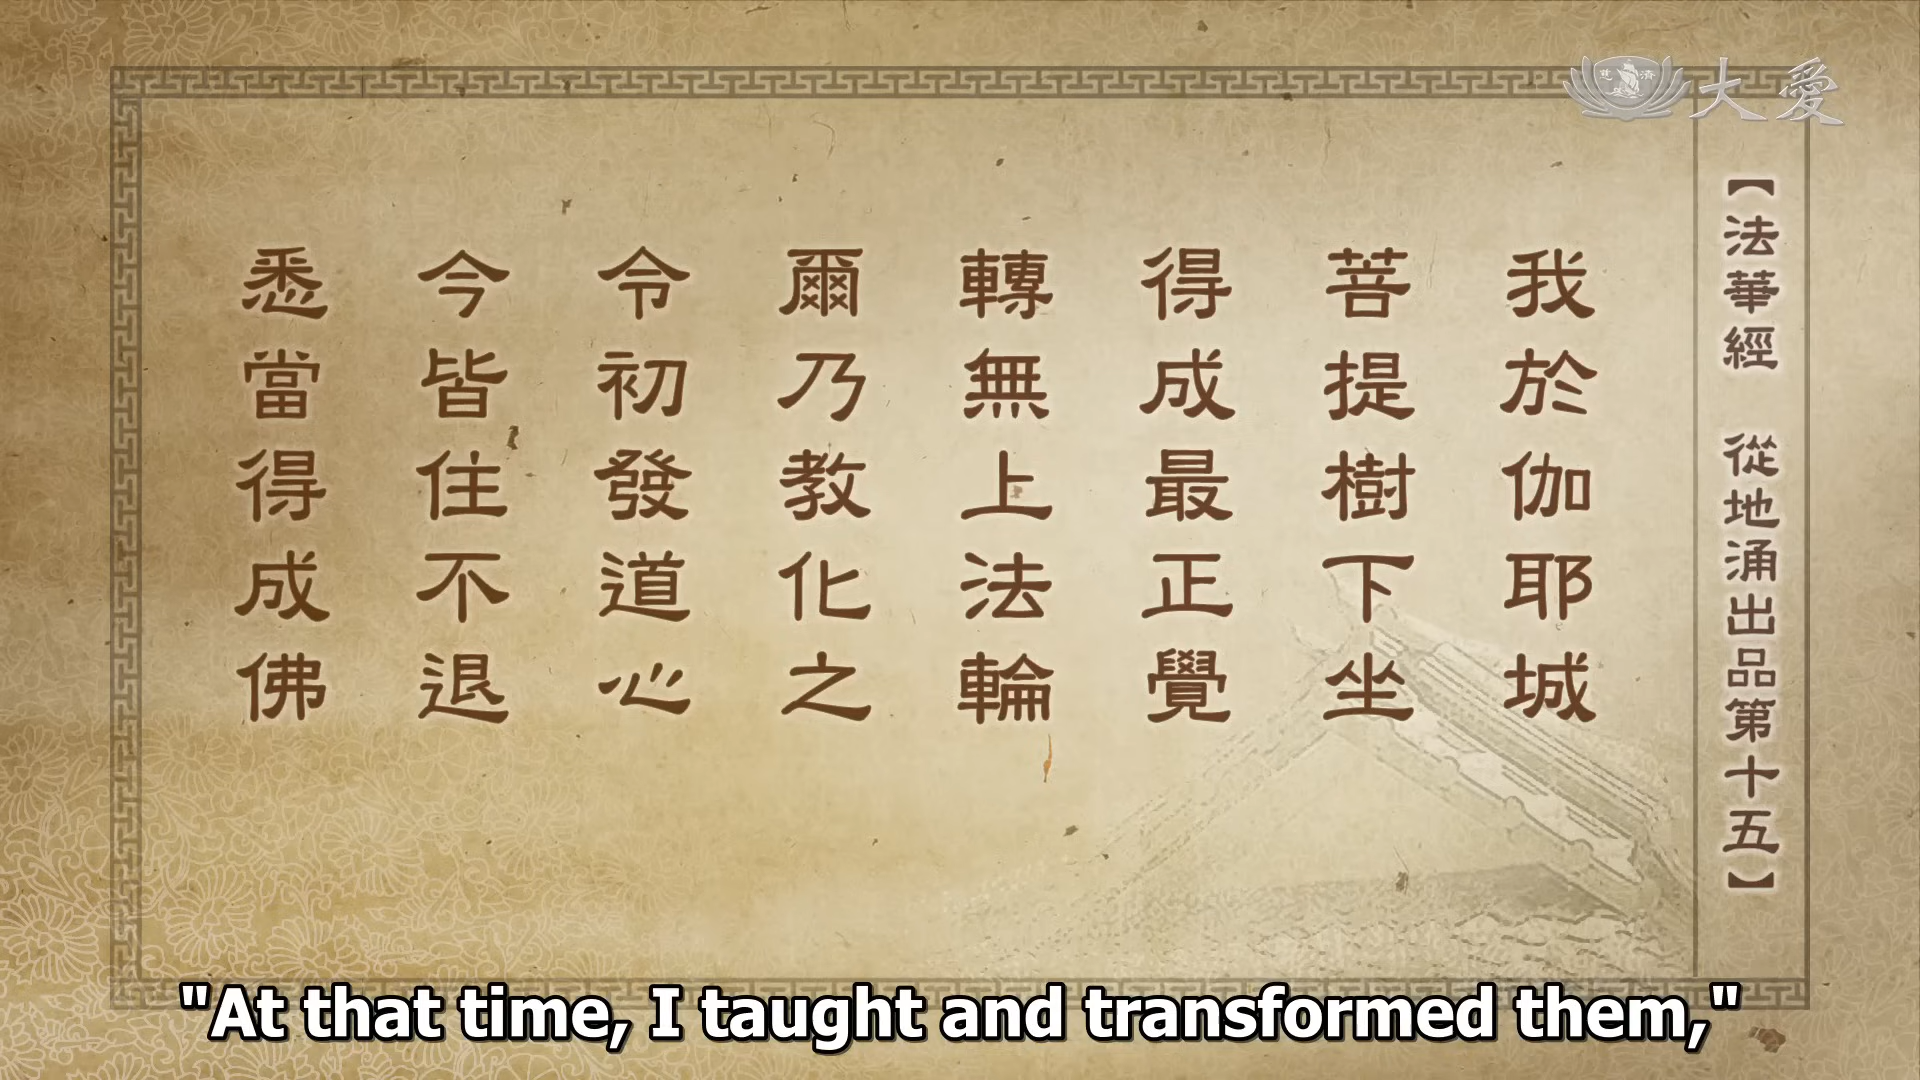 大愛
慈濟
【法華經 從地涌出品第十五】
我於伽耶城
菩提樹下坐
得成最正覺
轉無上法輪
爾乃教化之
令初發道心
今皆住不退
悉當得成佛
"At that time, I taught and transformed them,"